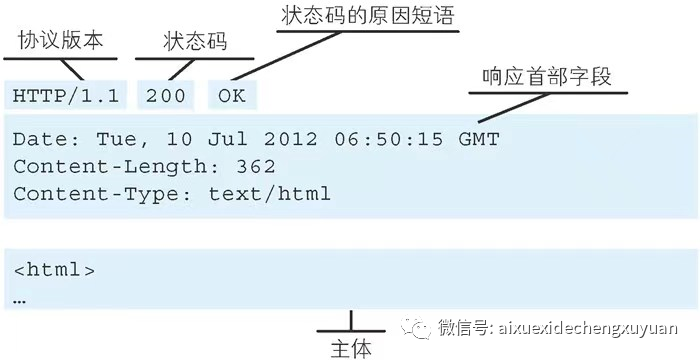 状态码的原因短语
协议版本
状态码
响应首部字段
HTTP/1.1 200 OK
Date: Tue, 10 Jul 2012 06:50:15 GMT
Content-Length: 362
Content-Type: text/html
<html>
…
微信号: aixuexidechengxuyuan
主体